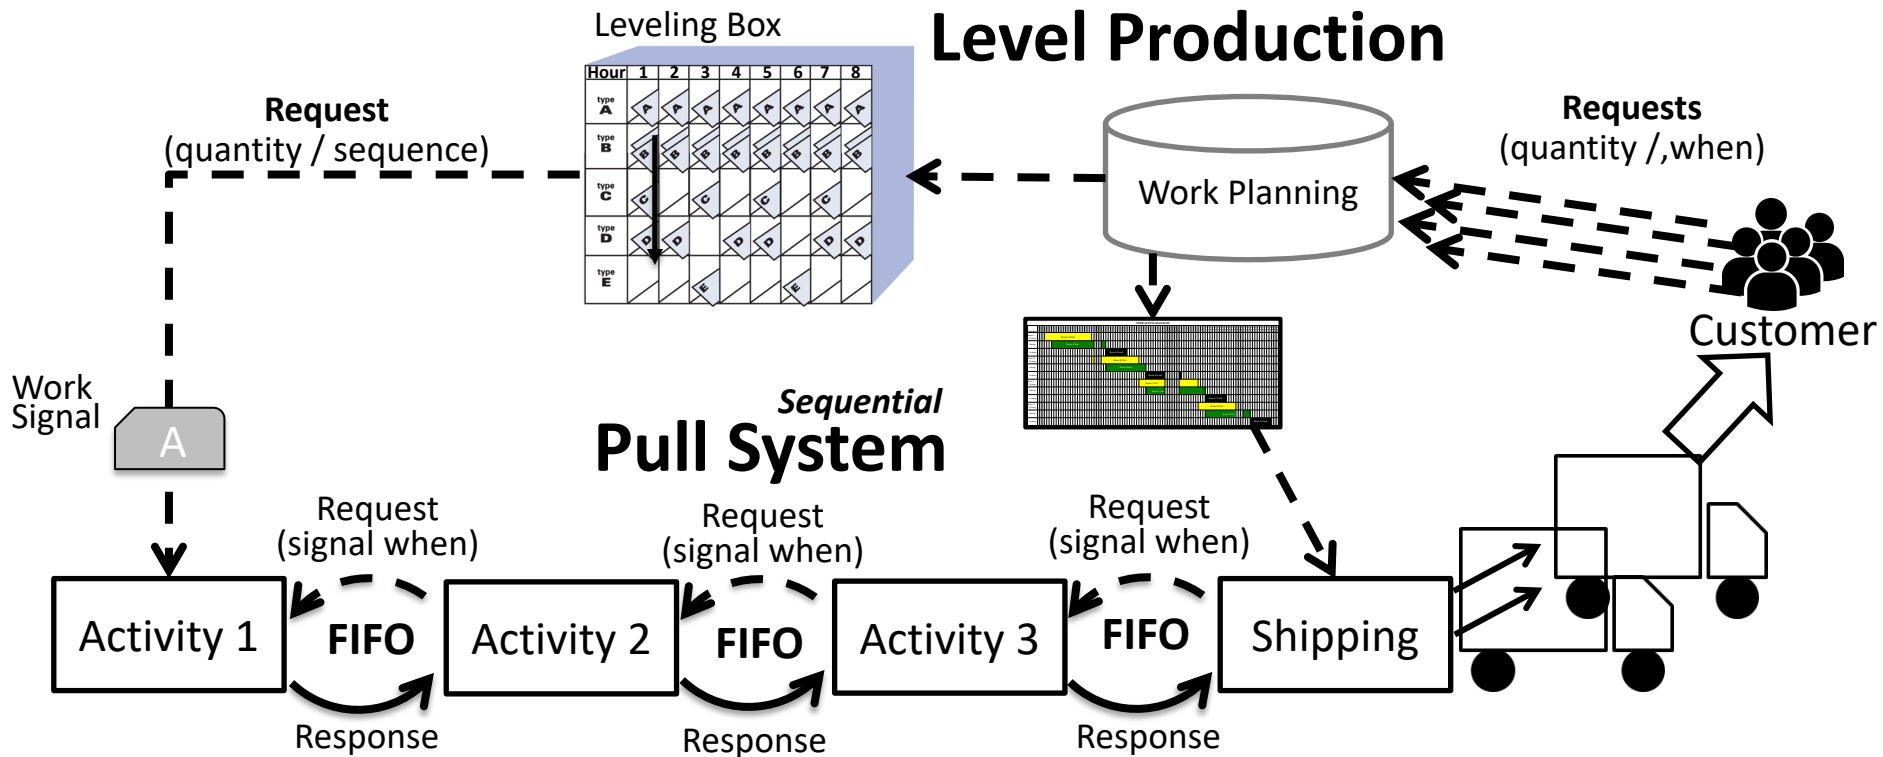 Leveling Box
Level Production
Hour 1 2 3 4 5 6 7 8
type
A
A A A A A A A A
type
B
B B B B B B B B
type
C
C C C C
type
D
D D D D D D
type
E
E E
Request
(quantity / sequence)
Work Planning
Requests
(quantity /,when)
Customer
Work
Signal
A
Sequential
Pull System
Request
(signal when)
Request
(signal when)
Request
(signal when)
Activity 1
FIFO
Activity 2
FIFO
Activity 3
FIFO
Shipping
Response
Response
Response